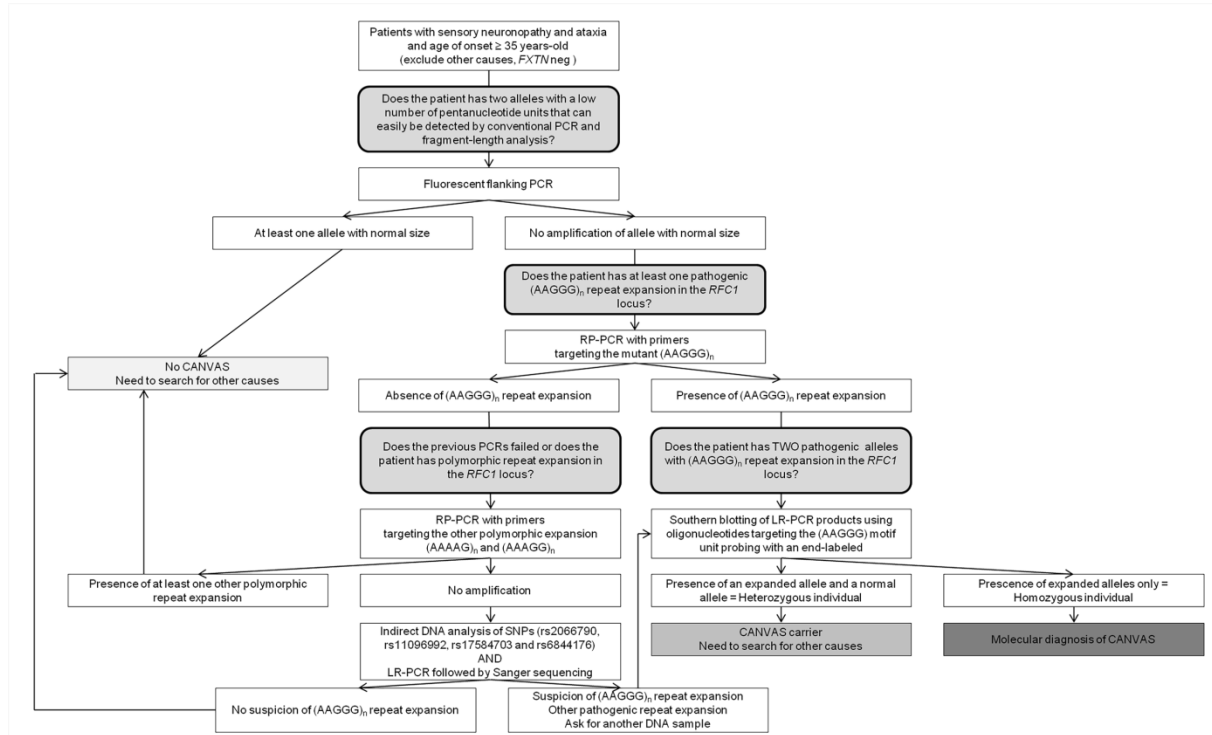 Patients with sensory neuronopathy and ataxia
and age of onset ≥ 35 years-old
(exclude other causes, FXTN neg )
Does the patient has two alleles with a low
number of pentanucleotide units that can
easily be detected by conventional PCR and
fragment-length analysis?
Fluorescent flanking PCR
At least one allele with normal size
No amplification of allele with normal size
Does the patient has at least one pathogenic
(AAGGG)n repeat expansion in the RFC1
locus?
RP-PCR with primers
targeting the mutant (AAGGG)n
No CANVAS
Need to search for other causes
Absence of (AAGGG)n repeat expansion
Presence of (AAGGG)n repeat expansion
Does the previous PCRs failed or does the
patient has polymorphic repeat expansion in
the RFC1 locus?
Does the patient has TWO pathogenic alleles
with (AAGGG)n repeat expansion in the RFC1
locus?
RP-PCR with primers
targeting the other polymorphic expansion
(AAAAG)n and (AAAGG)n
Southern blotting of LR-PCR products using
oligonucleotides targeting the (AAGGG) motif
unit probing with an end-labeled
Presence of at least one other polymorphic
repeat expansion
No amplification
Presence of an expanded allele and a normal
allele = Heterozygous individual
Prescence of expanded alleles only =
Homozygous individual
Indirect DNA analysis of SNPs (rs2066790,
rs11096992, rs17584703 and rs6844176)
AND
LR-PCR followed by Sanger sequencing
CANVAS carrier
Need to search for other causes
Molecular diagnosis of CANVAS
No suspicion of (AAGGG)n repeat expansion
Suspicion of (AAGGG)n repeat expansion
Other pathogenic repeat expansion
Ask for another DNA sample